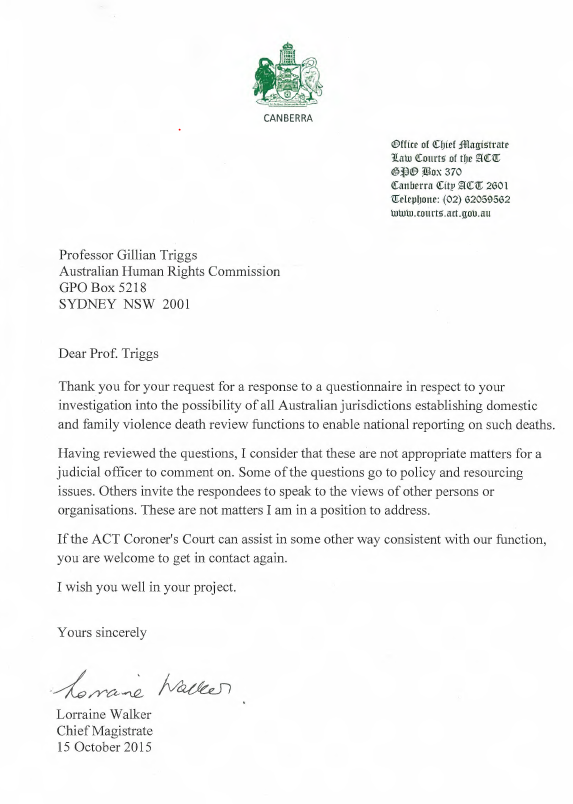 CANBERRA
Office of Chief Magistrate
Law Courts of the ACT
GPO Box 370
Canberra City ACT 2601
Telephone: (02) 62059562
www.courts.act.gov.au
Professor Gillian Triggs
Australian Human Rights Commission
GPO Box 5218
SYDNEY NSW 2001
Dear Prof. Triggs
Thank you for your request for a response to a questionnaire in respect to your
investigation into the possibility of all Australian jurisdictions establishing domestic
and family violence death review functions to enable national reporting on such deaths.
Having reviewed the questions, I consider that these are not appropriate matters for a
judicial officer to comment on. Some of the questions go to policy and resourcing
issues. Others invite the respondees to speak to the views of other persons or
organisations. These are not matters I am in a position to address.
If the ACT Coroner's Court can assist in some other way consistent with our function,
you are welcome to get in contact again.
I wish you well in your project.
Yours sincerely
Lorraine Walker
Lorraine Walker
Chief Magistrate
15 October 2015